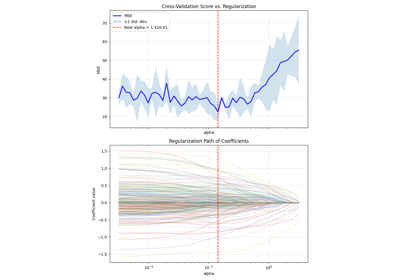 Cross-Validation Score vs. Regularization
MSE
±1 std. dev.
Best alpha = 1.42e-01
70
60
50
40
30
20
MSE
alpha
Regularization Path of Coefficients
1.5
1.0
0.5
0.0
−0.5
−1.0
−1.5
Coefficient value
10⁻² 10⁻¹ 10⁰
alpha